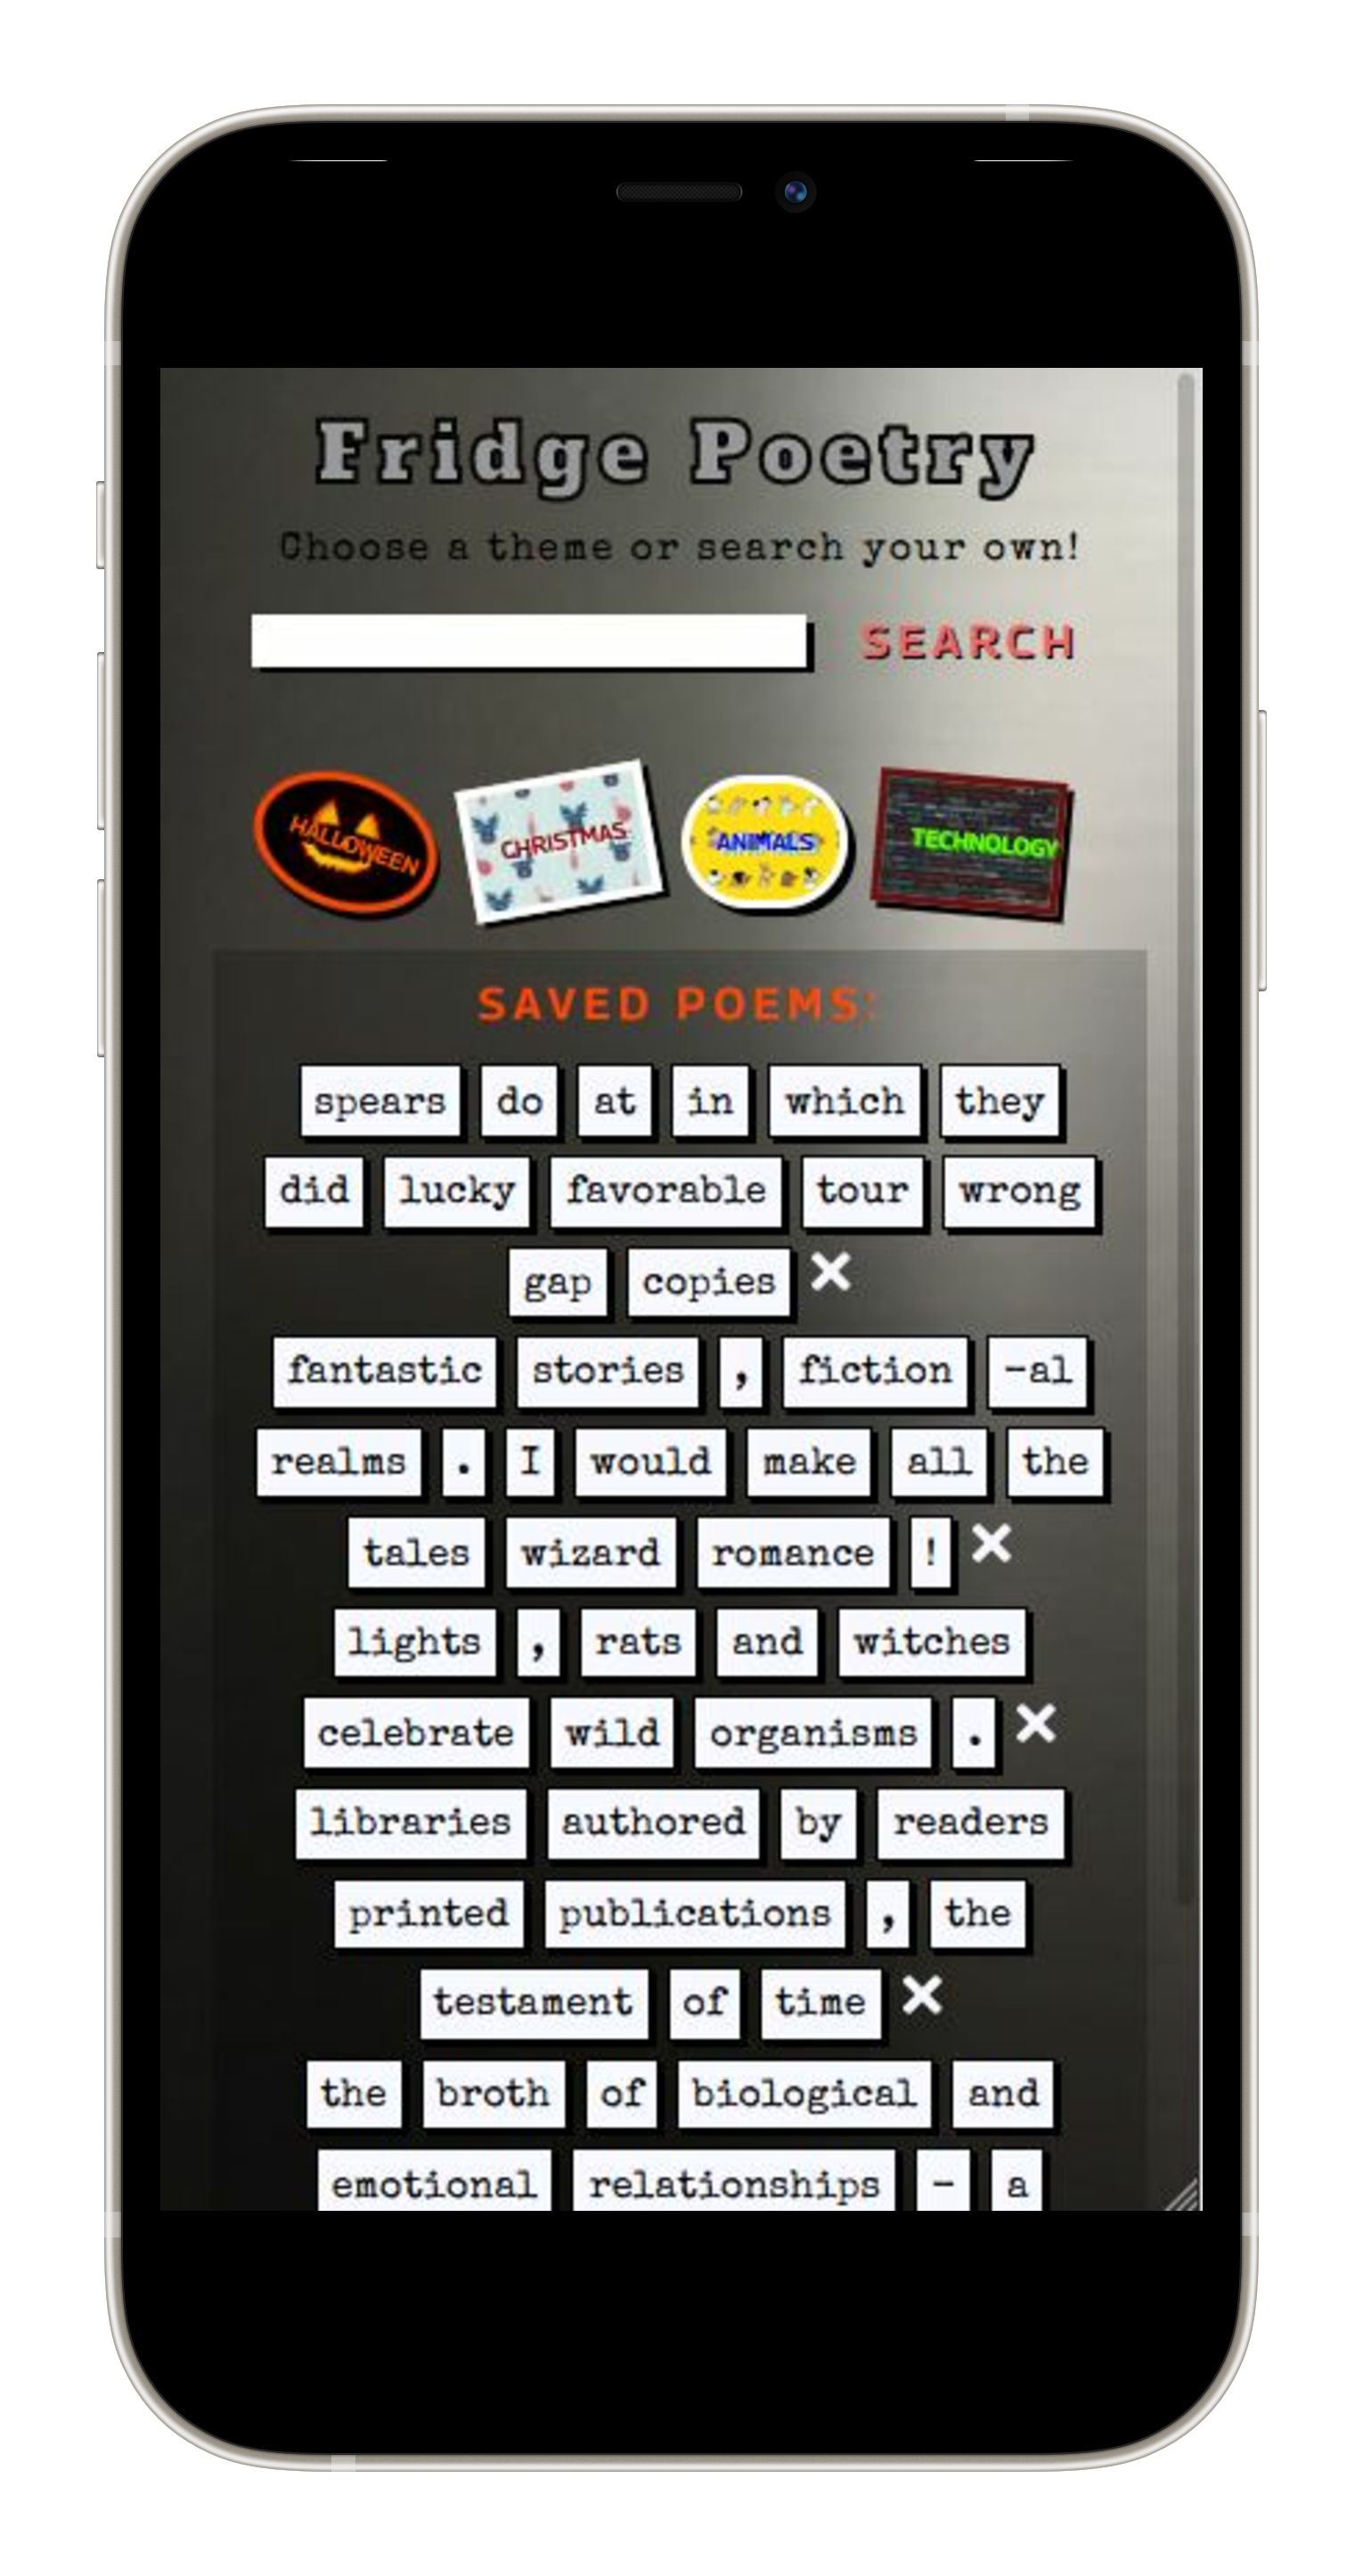 Fridge Poetry
Choose a theme or search your own!
SEARCH
HALLOWEEN
CHRISTMAS
ANIMALS
TECHNOLOGY
SAVED POEMS:
spears do at in which they
did lucky favorable tour wrong
gap copies ×
fantastic stories , fiction -al
realms . I would make all the
tales wizard romance ! ×
lights , rats and witches
celebrate wild organisms . ×
libraries authored by readers
printed publications , the
testament of time ×
the broth of biological and
emotional relationships - a